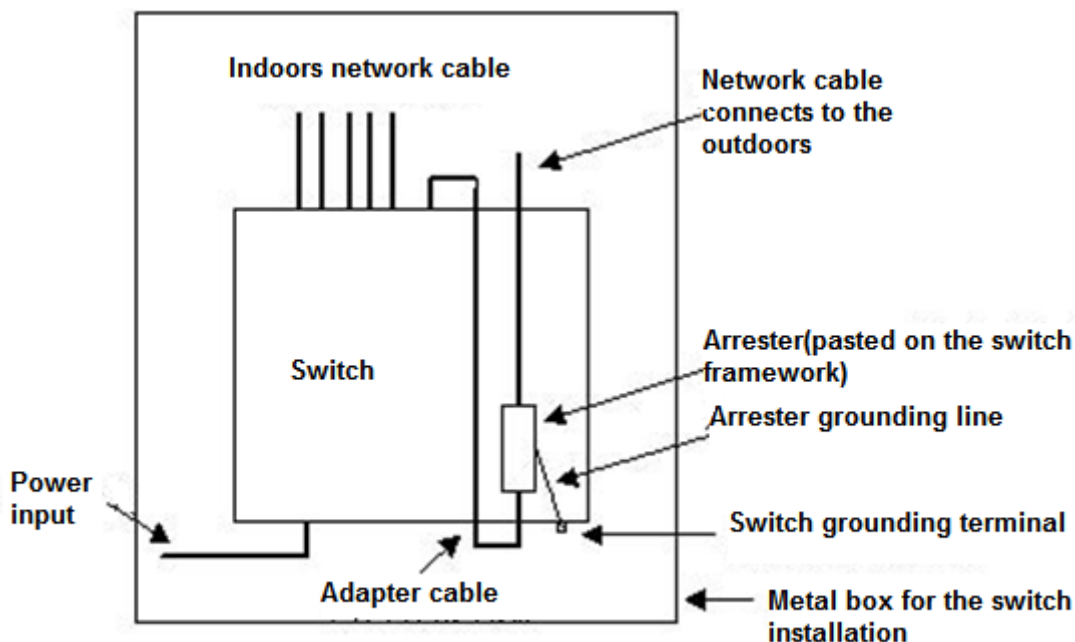 Indoors network cable
Network cable
connects to the
outdoors
Switch
Arrester(pasted on the switch
framework)
Arrester grounding line
Power
input
Switch grounding terminal
Adapter cable
Metal box for the switch
installation